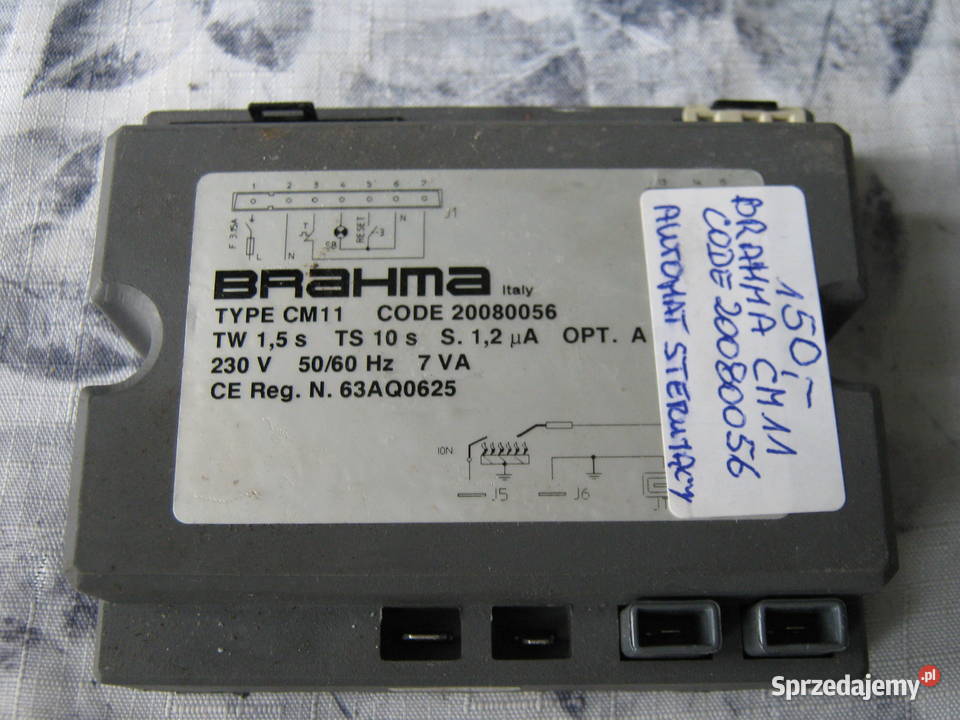 1 2 3 4 5 6 7
J1
F 3.15A
L
N
T
SB
RESET
3
N
BRAHMA Italy
TYPE CM11 CODE 20080056
TW 1,5 s TS 10 s S. 1,2 µA OPT. A
230 V 50/60 Hz 7 VA
CE Reg. N. 63AQ0625
ION
J5
J6
150,-
BRAHMA CM11
CODE 20080056
AUTOMAT STERUJĄCY
Sprzedajemy.pl